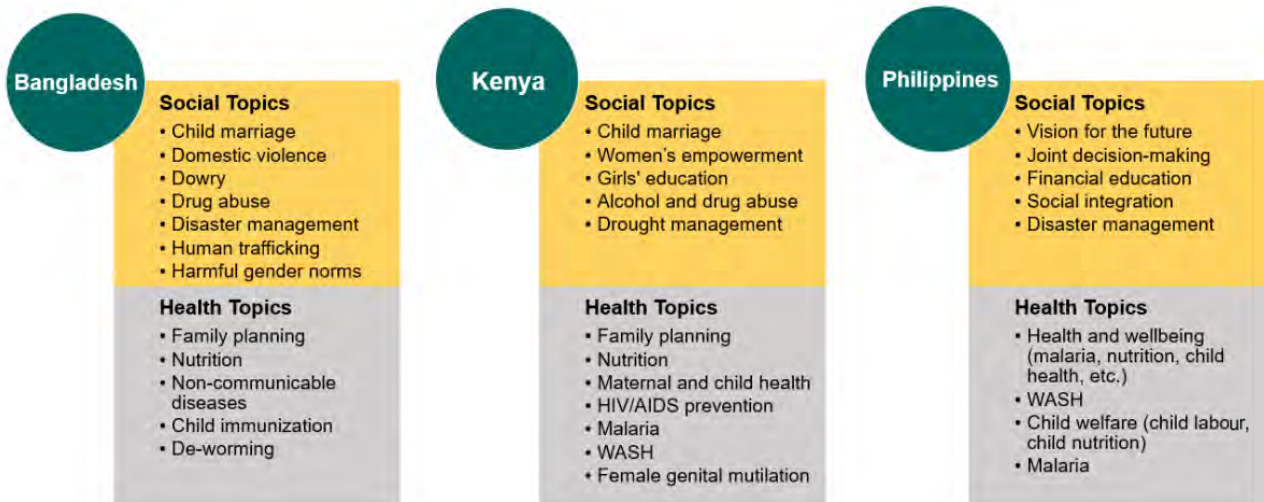 Bangladesh
Social Topics
• Child marriage
• Domestic violence
• Dowry
• Drug abuse
• Disaster management
• Human trafficking
• Harmful gender norms
Health Topics
• Family planning
• Nutrition
• Non-communicable
diseases
• Child immunization
• De-worming
Kenya
Social Topics
• Child marriage
• Women's empowerment
• Girls' education
• Alcohol and drug abuse
• Drought management
Health Topics
• Family planning
• Nutrition
• Maternal and child health
• HIV/AIDS prevention
• Malaria
• WASH
• Female genital mutilation
Philippines
Social Topics
• Vision for the future
• Joint decision-making
• Financial education
• Social integration
• Disaster management
Health Topics
• Health and wellbeing
(malaria, nutrition, child
health, etc.)
• WASH
• Child welfare (child labour,
child nutrition)
• Malaria